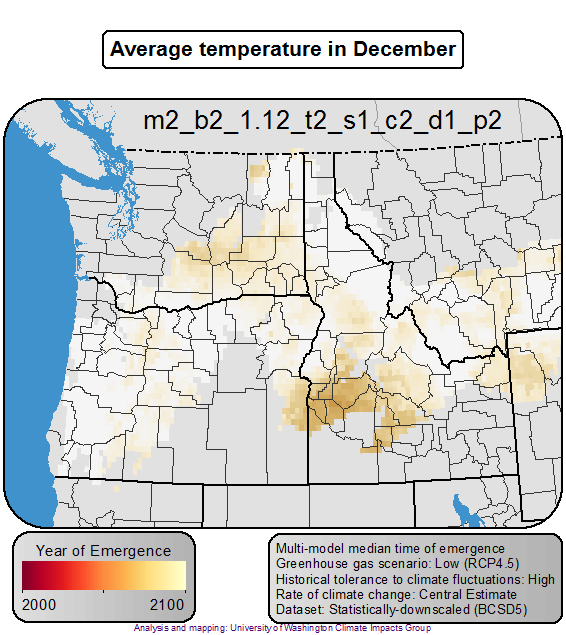 Average temperature in December
m2_b2_1.12_t2_s1_c2_d1_p2
Year of Emergence
2000 2100
Multi-model median time of emergence
Greenhouse gas scenario: Low (RCP4.5)
Historical tolerance to climate fluctuations: High
Rate of climate change: Central Estimate
Dataset: Statistically-downscaled (BCSD5)
Analysis and mapping: University of Washington Climate Impacts Group